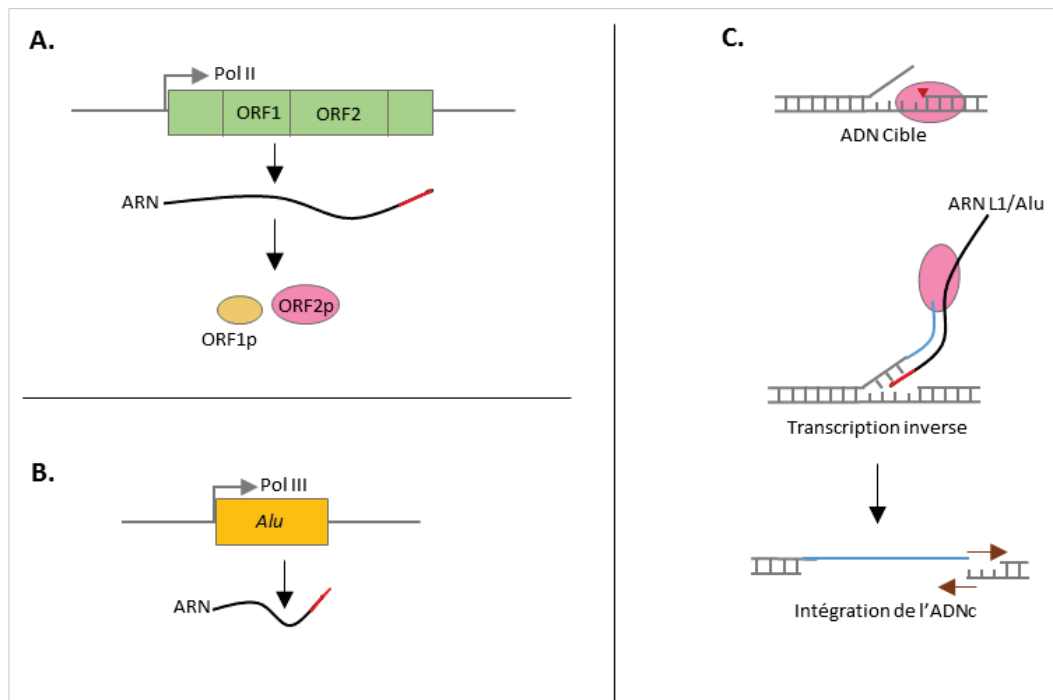 A.
Pol II
ORF1 ORF2
ARN
ORF2p
ORF1p
B.
Pol III
Alu
ARN
C.
ADN Cible
ARN L1/Alu
Transcription inverse
Intégration de l'ADNc